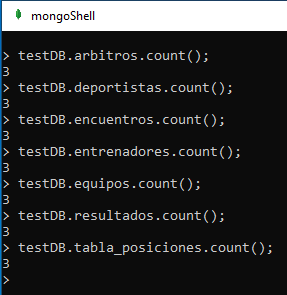 mongoShell
> testDB.arbitros.count();
3
> testDB.deportistas.count();
3
> testDB.encuentros.count();
3
> testDB.entrenadores.count();
3
> testDB.equipos.count();
3
> testDB.resultados.count();
3
> testDB.tabla_posiciones.count();
3
>